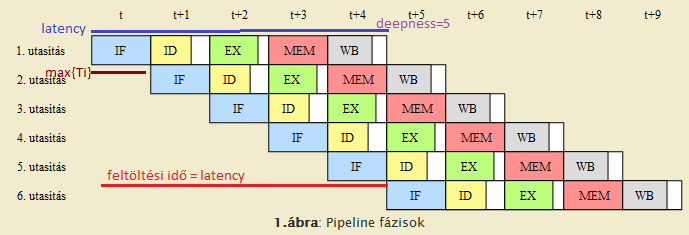 t t+1 t+2 t+3 t+4 t+5 t+6 t+7 t+8 t+9
latency
deepness=5
1. utasítás IF ID EX MEM WB
max{Ti}
2. utasítás IF ID EX MEM WB
3. utasítás IF ID EX MEM WB
4. utasítás IF ID EX MEM WB
5. utasítás IF ID EX MEM WB
feltöltési idő = latency
6. utasítás IF ID EX MEM WB
1.ábra: Pipeline fázisok